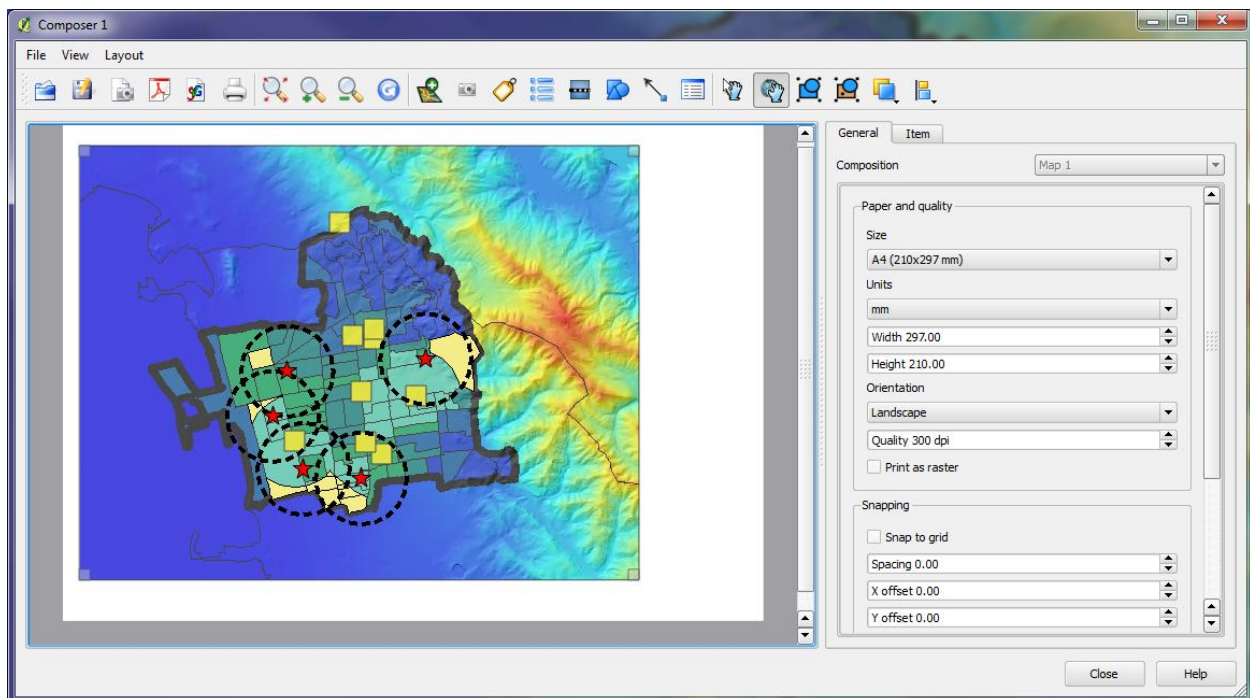 Composer 1
File View Layout
General Item
Composition Map 1
Paper and quality
Size
A4 (210x297 mm)
Units
mm
Width 297.00
Height 210.00
Orientation
Landscape
Quality 300 dpi
Print as raster
Snapping
Snap to grid
Spacing 0.00
X offset 0.00
Y offset 0.00
Close Help